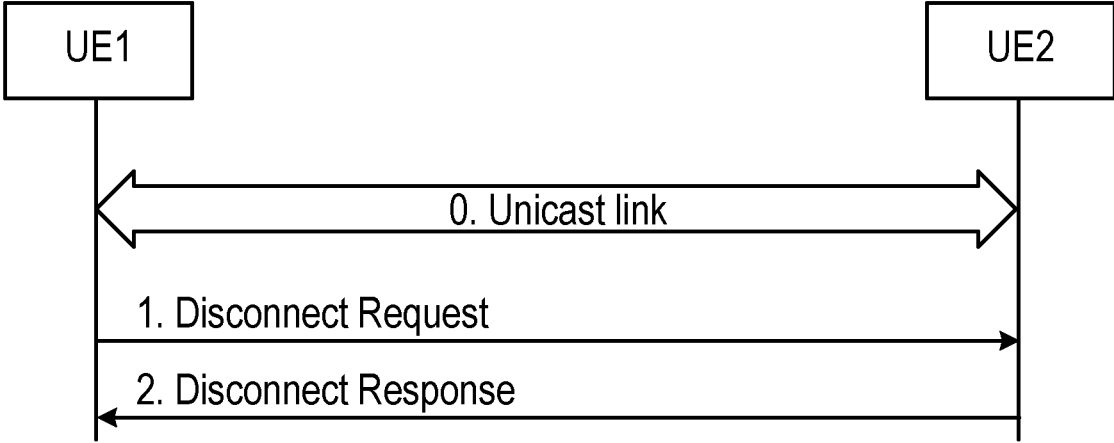 UE1
UE2
0. Unicast link
1. Disconnect Request
2. Disconnect Response